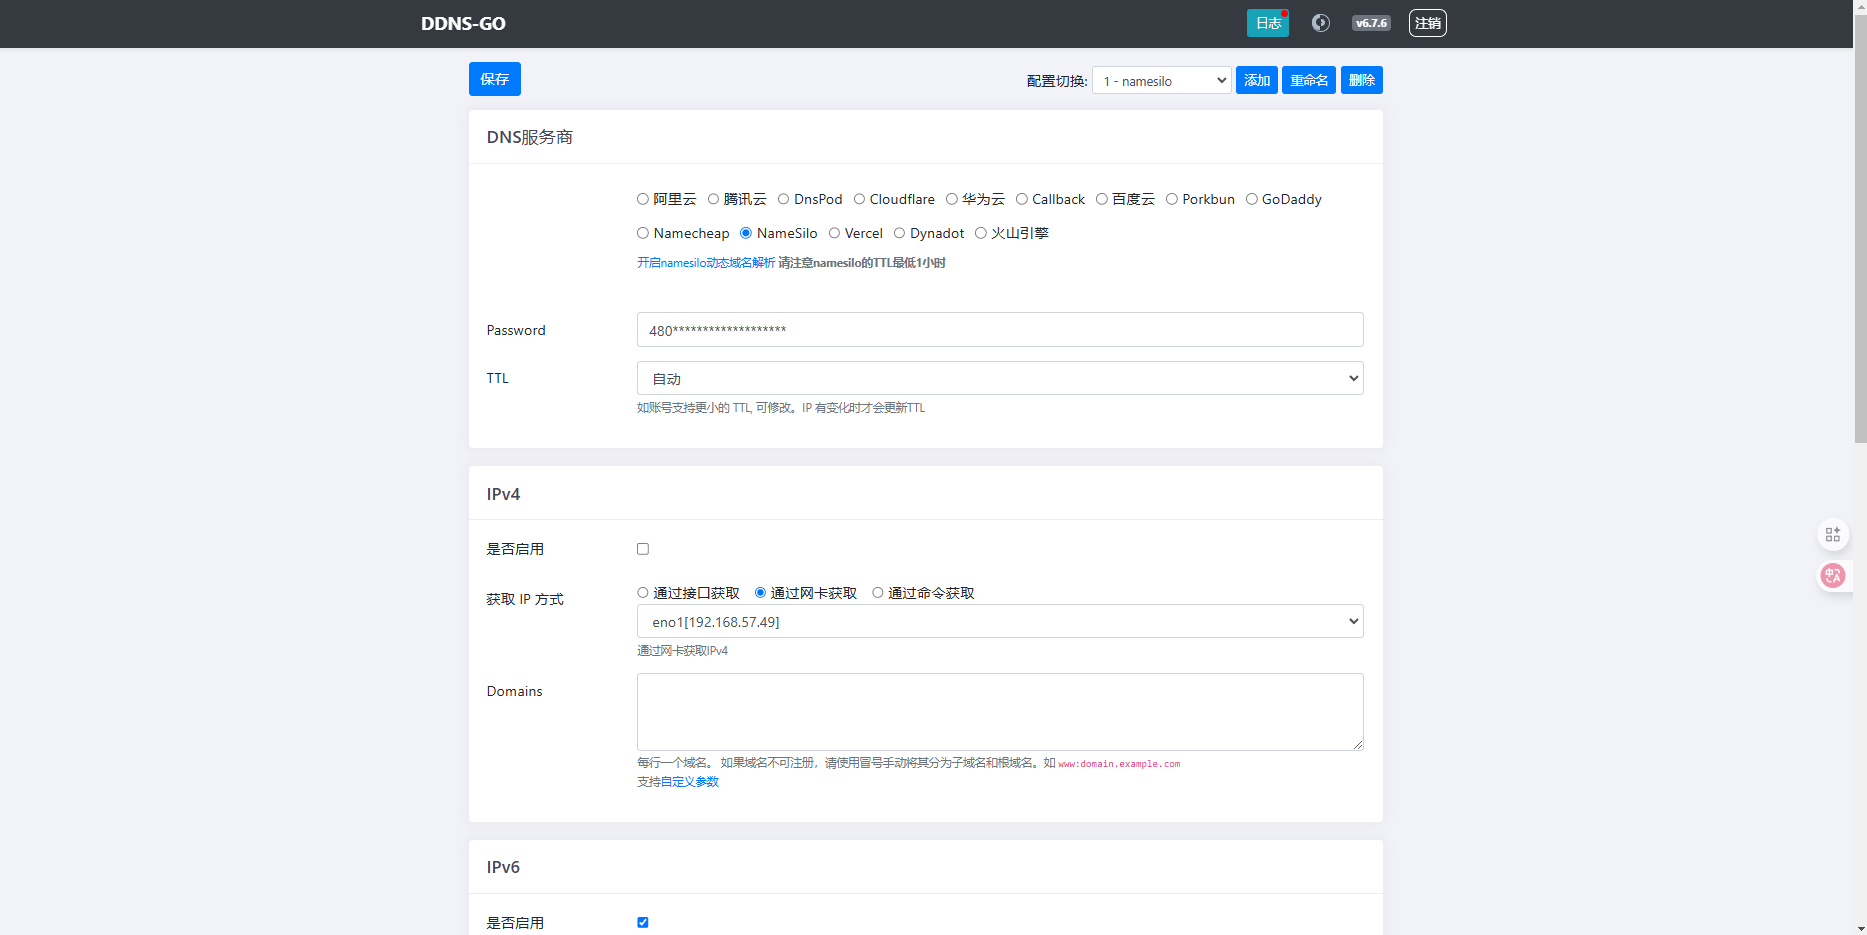 DDNS-GO 日志 v6.7.6 注销
保存 配置切换: 1 - namesilo 添加 重命名 删除
DNS服务商
阿里云 腾讯云 DnsPod Cloudflare 华为云 Callback 百度云 Porkbun GoDaddy
Namecheap NameSilo Vercel Dynadot 火山引擎
开启namesilo动态域名解析 请注意namesilo的TTL最低1小时
Password 480*******************
TTL 自动
如账号支持更小的 TTL, 可修改。IP 有变化时才会更新TTL
IPv4
是否启用
获取 IP 方式 通过接口获取 通过网卡获取 通过命令获取
eno1[192.168.57.49]
通过网卡获取IPv4
Domains
每行一个域名。 如果域名不可注册，请使用冒号手动将其分为子域名和根域名。如 www:domain.example.com
支持自定义参数
IPv6
是否启用